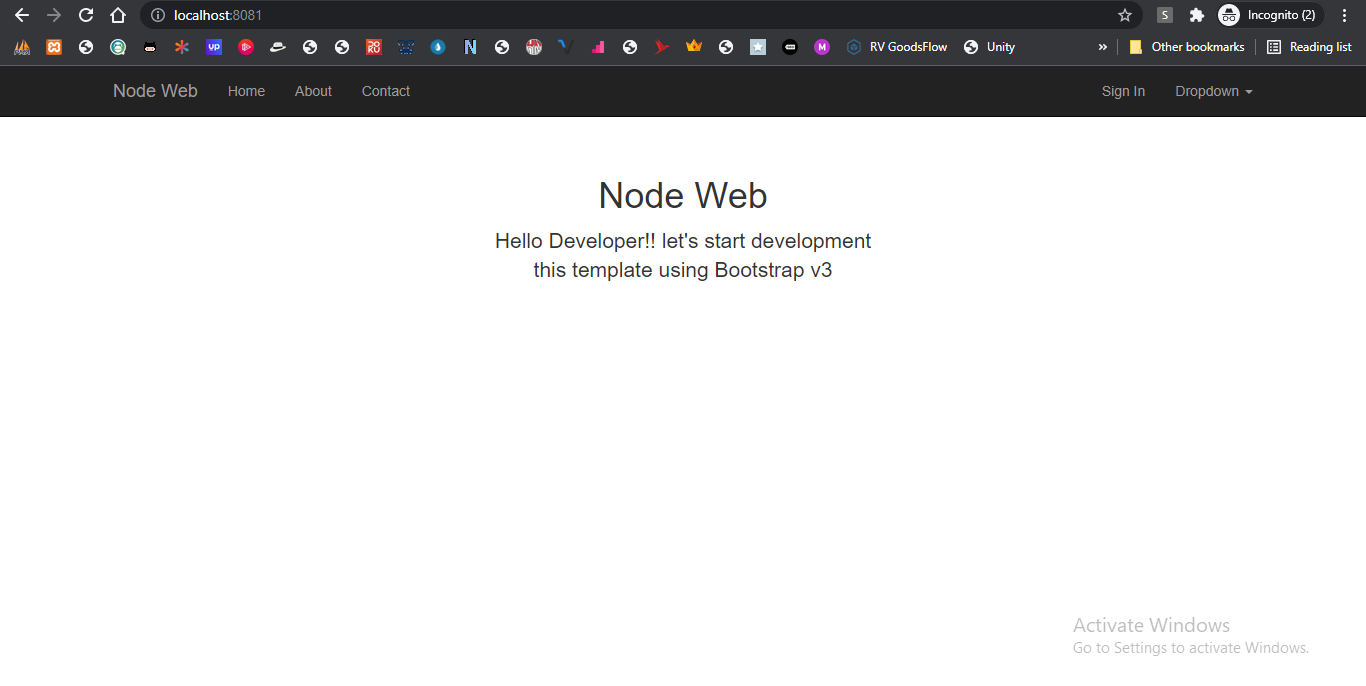 localhost:8081
S
Incognito (2)
UP
N
M
RV GoodsFlow
Unity
»
Other bookmarks
Reading list
Node Web
Home
About
Contact
Sign In
Dropdown
Node Web
Hello Developer!! let's start development
this template using Bootstrap v3
Activate Windows
Go to Settings to activate Windows.